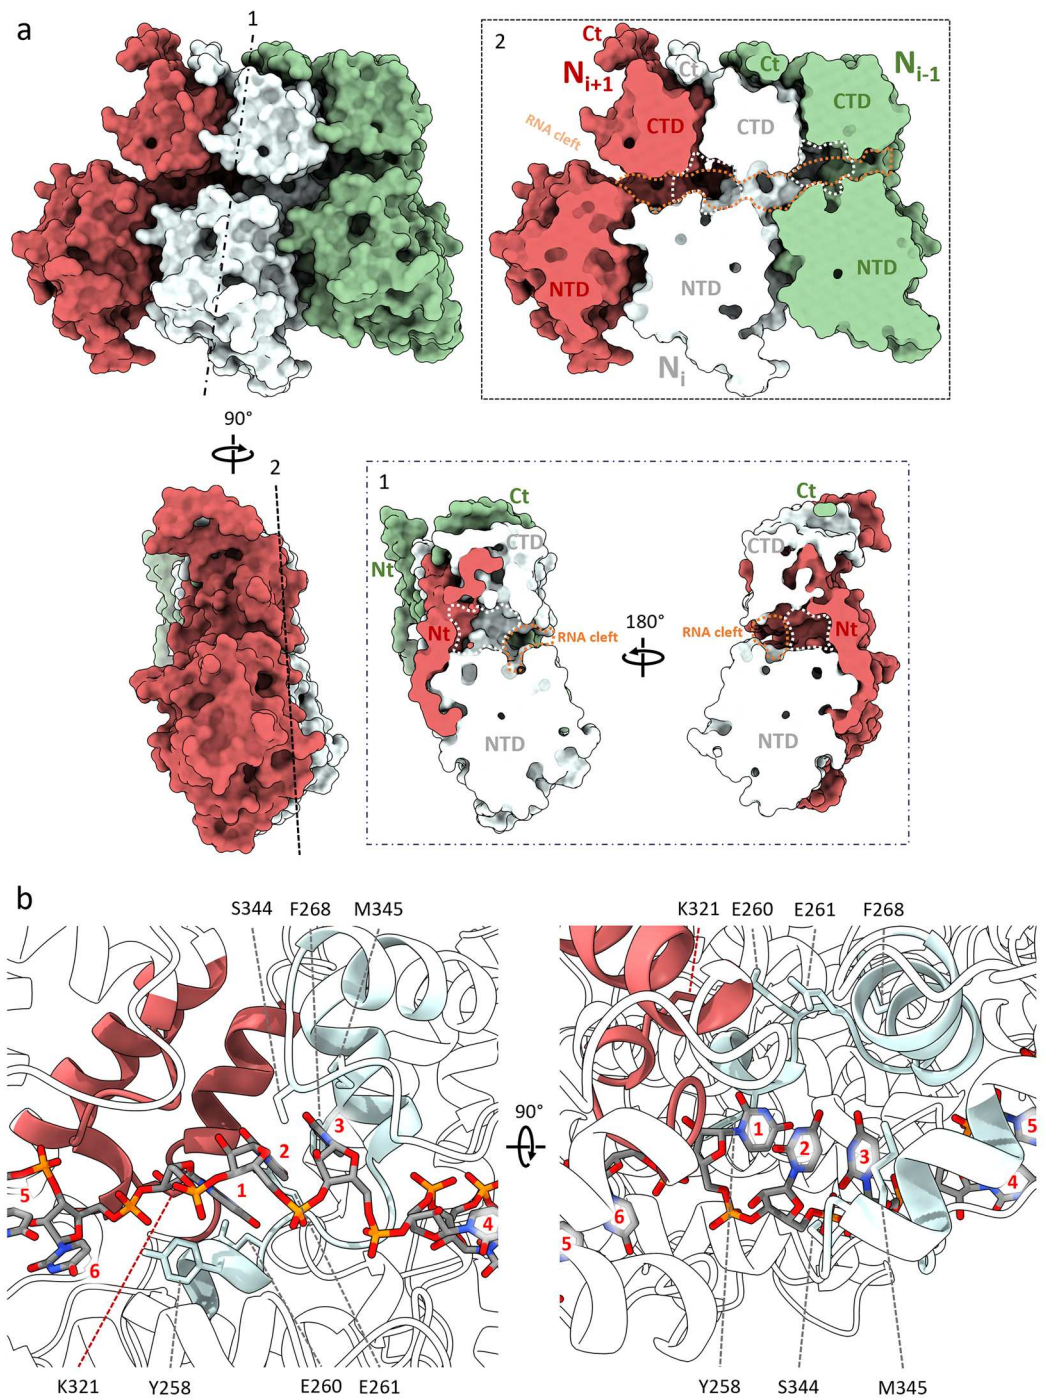 a
1
2
Ct
N i+1
Ct
Ct
N i-1
CTD
CTD
CTD
RNA cleft
NTD
NTD
NTD
N i
90°
2
1
Ct
CTD
Nt
Nt
RNA cleft
NTD
180°
Ct
CTD
RNA cleft
Nt
NTD
b
S344 F268 M345
5
6
1
2
3
4
K321 Y258 E260 E261
90°
K321 E260 E261 F268
1
2
3
5
4
6
5
Y258 S344 M345